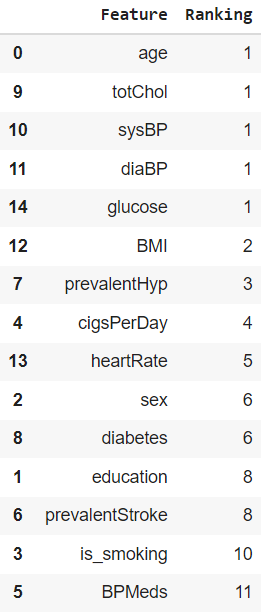 Feature Ranking
0 age 1
9 totChol 1
10 sysBP 1
11 diaBP 1
14 glucose 1
12 BMI 2
7 prevalentHyp 3
4 cigsPerDay 4
13 heartRate 5
2 sex 6
8 diabetes 6
1 education 8
6 prevalentStroke 8
3 is_smoking 10
5 BPMeds 11